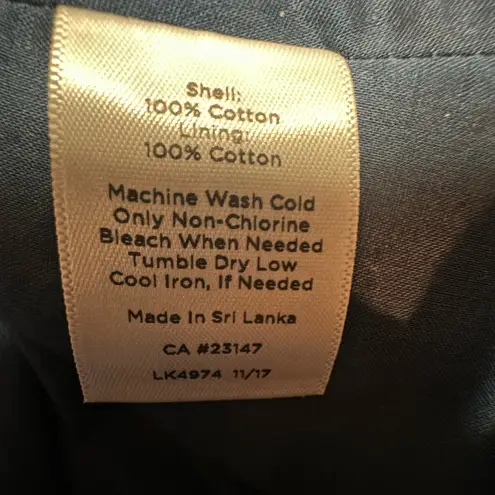 Shell:
100% Cotton
Lining:
100% Cotton
Machine Wash Cold
Only Non-Chlorine
Bleach When Needed
Tumble Dry Low
Cool Iron, If Needed
Made In Sri Lanka
CA #23147
LK4974 11/17